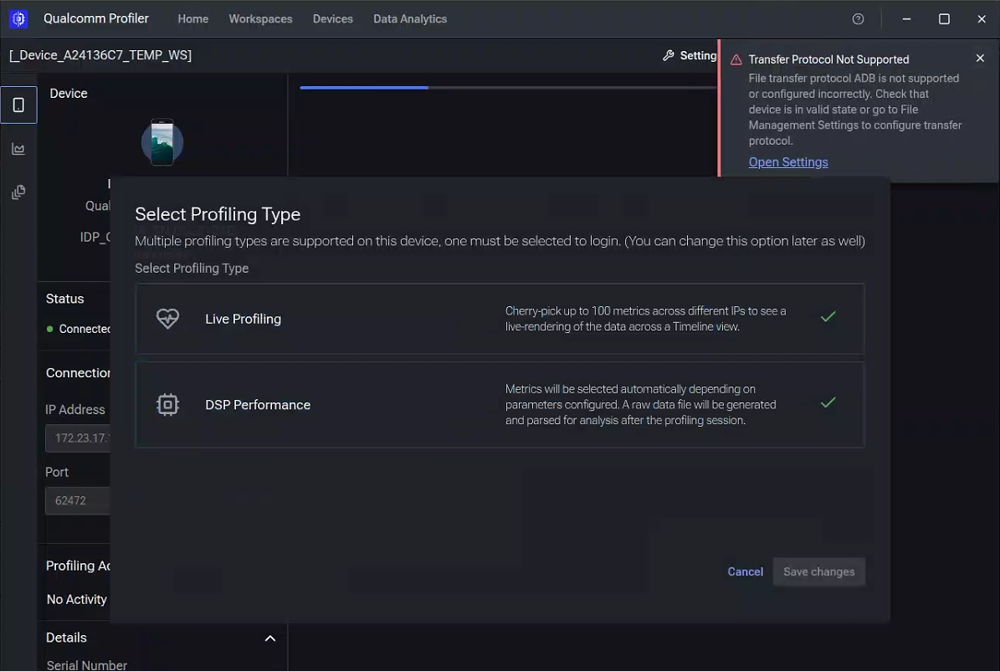 Qualcomm Profiler Home Workspaces Devices Data Analytics
[_Device_A24136C7_TEMP_WS]
Setting
Transfer Protocol Not Supported
File transfer protocol ADB is not supported
or configured incorrectly. Check that
device is in valid state or go to File
Management Settings to configure transfer
protocol.
Open Settings
Device
Qual
IDP_
Status
Connected
Connection
IP Address
172.23.17.
Port
62472
Profiling Ac
No Activity
Details
Serial Number
Select Profiling Type
Multiple profiling types are supported on this device, one must be selected to login. (You can change this option later as well)
Select Profiling Type
Live Profiling
Cherry-pick up to 100 metrics across different IPs to see a
live-rendering of the data across a Timeline view.
DSP Performance
Metrics will be selected automatically depending on
parameters configured. A raw data file will be generated
and parsed for analysis after the profiling session.
Cancel
Save changes